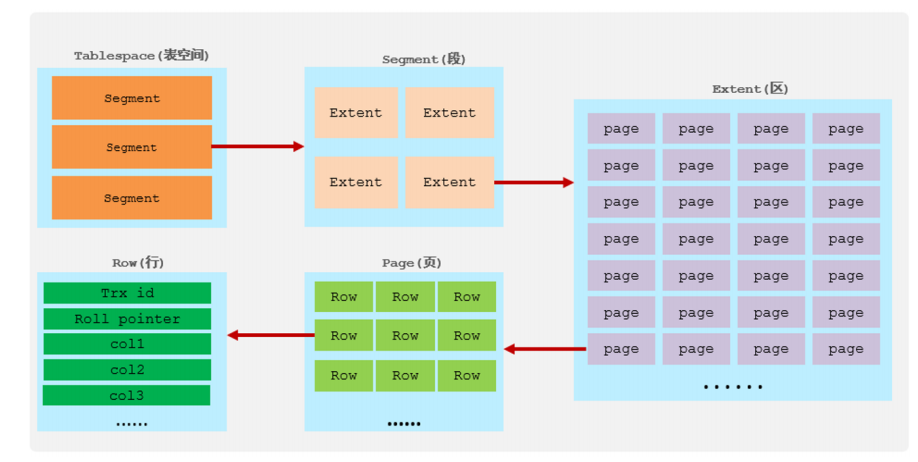 Tablespace(表空间)
Segment
Segment
Segment
Segment(段)
Extent Extent
Extent Extent
Extent(区)
page page page page
page page page page
page page page page
page page page page
page page page page
page page page page
page page page page
......
Page(页)
Row Row Row
Row Row Row
Row Row Row
......
Row(行)
Trx id
Roll pointer
col1
col2
col3
......